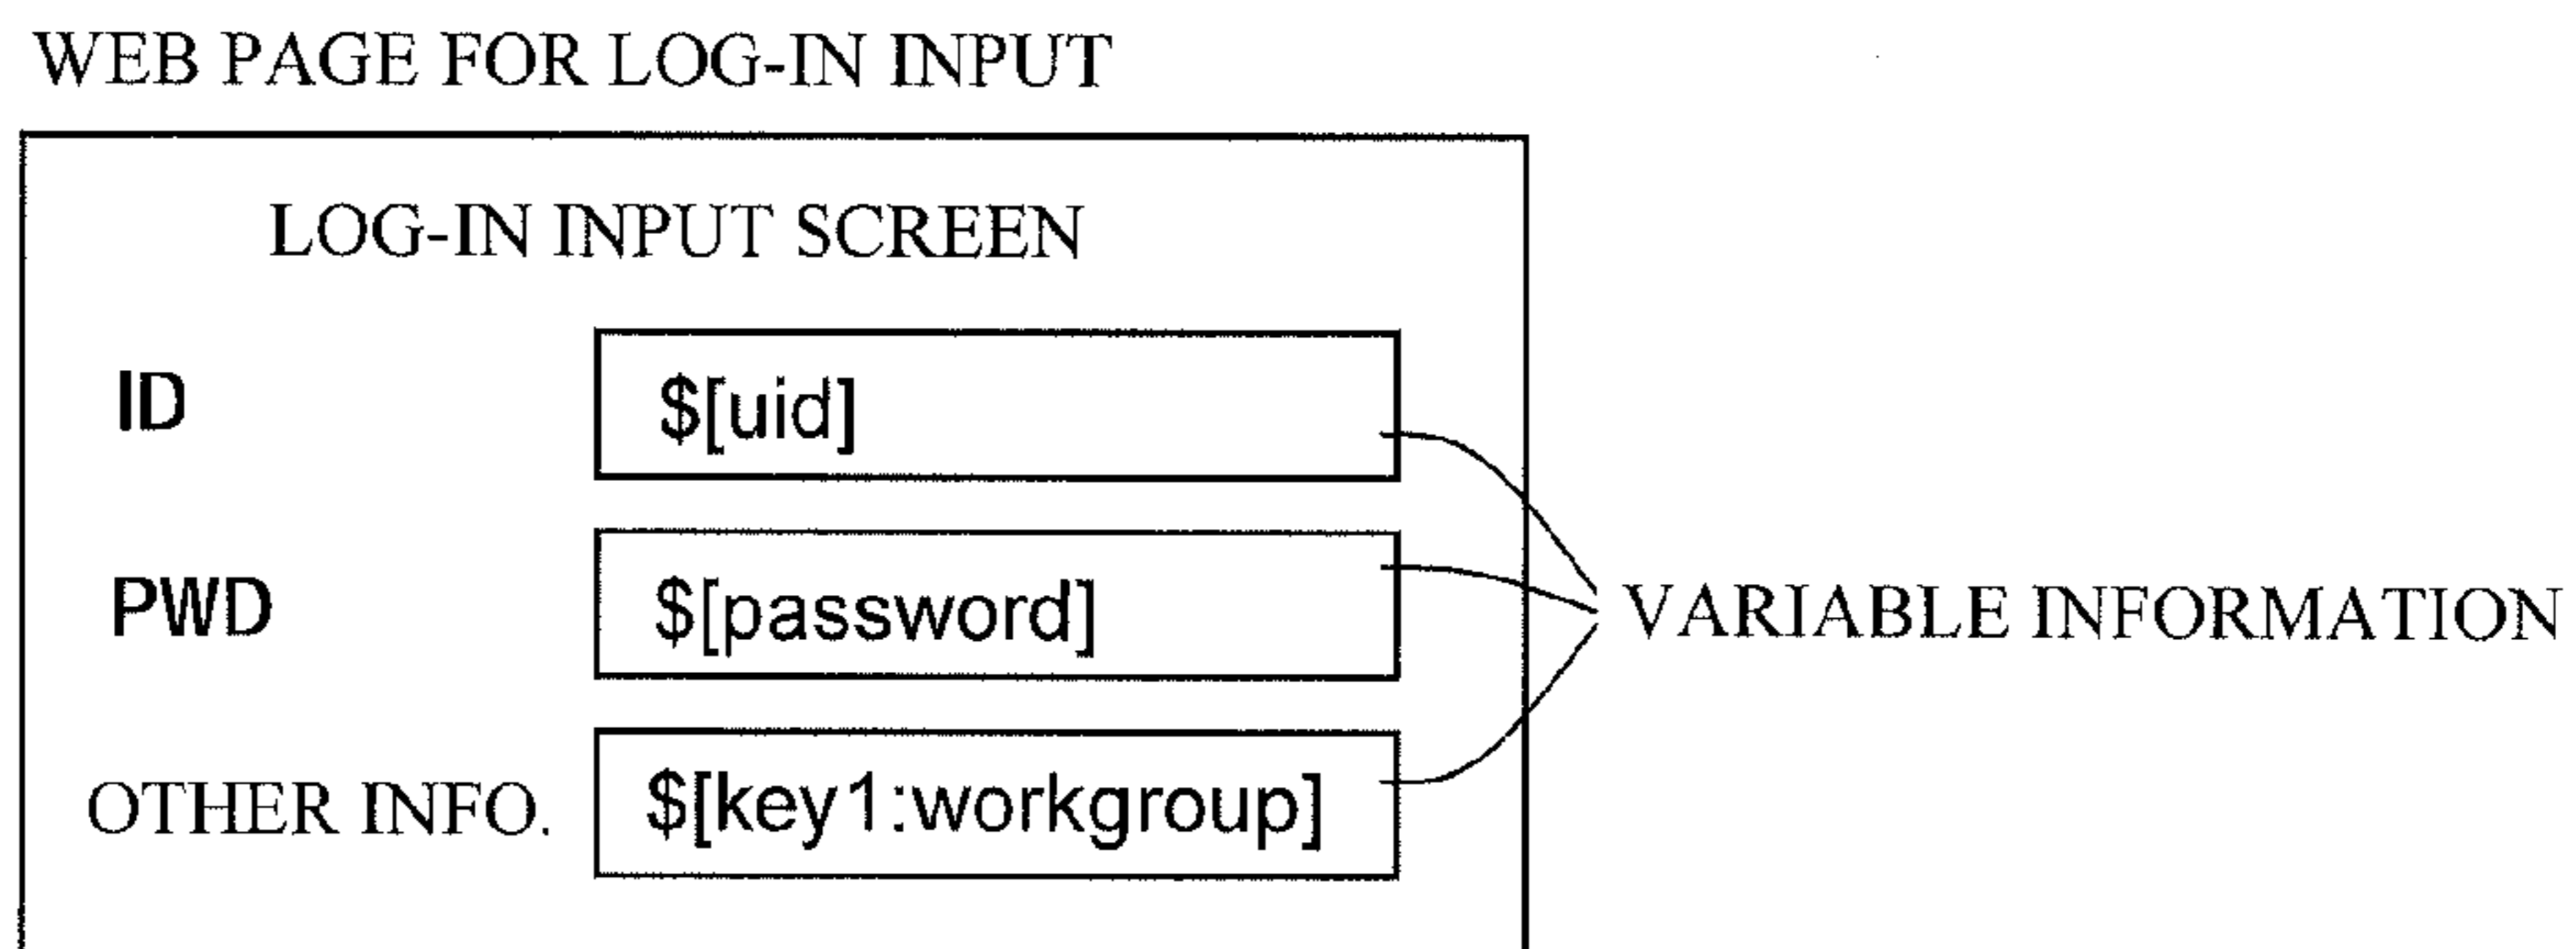 WEB PAGE FOR LOG-IN INPUT
LOG-IN INPUT SCREEN
ID $[uid]
PWD $[password]
VARIABLE INFORMATION
OTHER INFO. $[key1:workgroup]